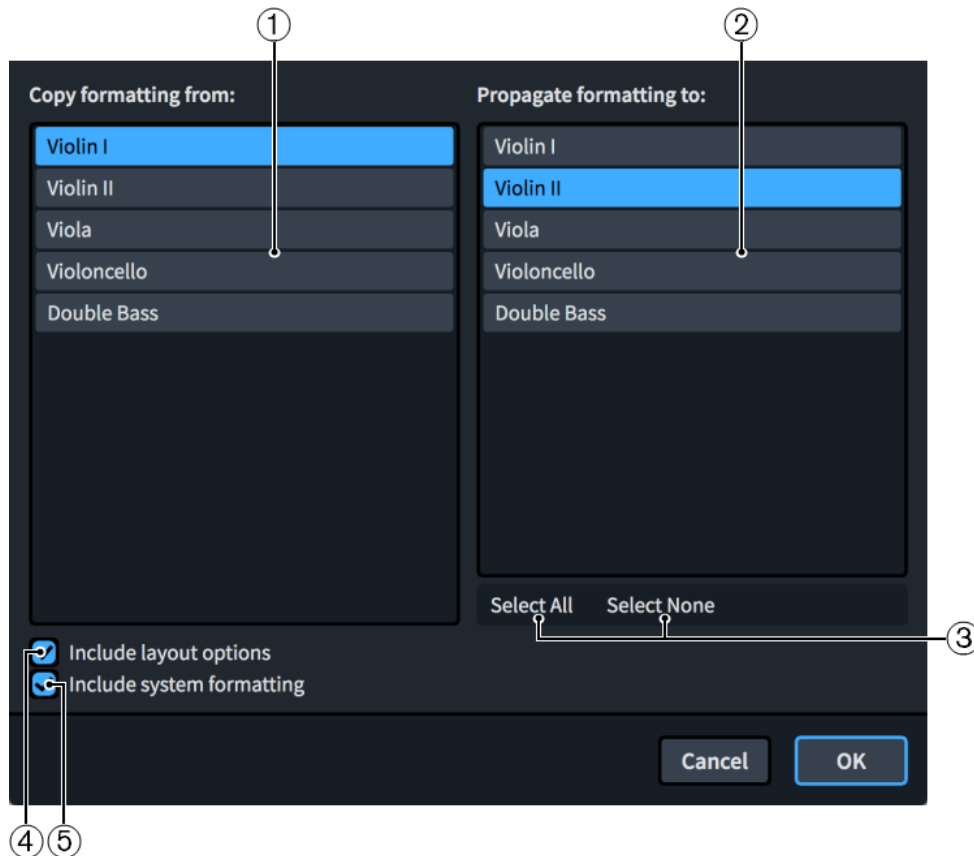 ① ②
Copy formatting from:
Violin I
Violin II
Viola
Violoncello
Double Bass
Propagate formatting to:
Violin I
Violin II
Viola
Violoncello
Double Bass
Select All Select None
③
Include layout options
Include system formatting
Cancel OK
④ ⑤